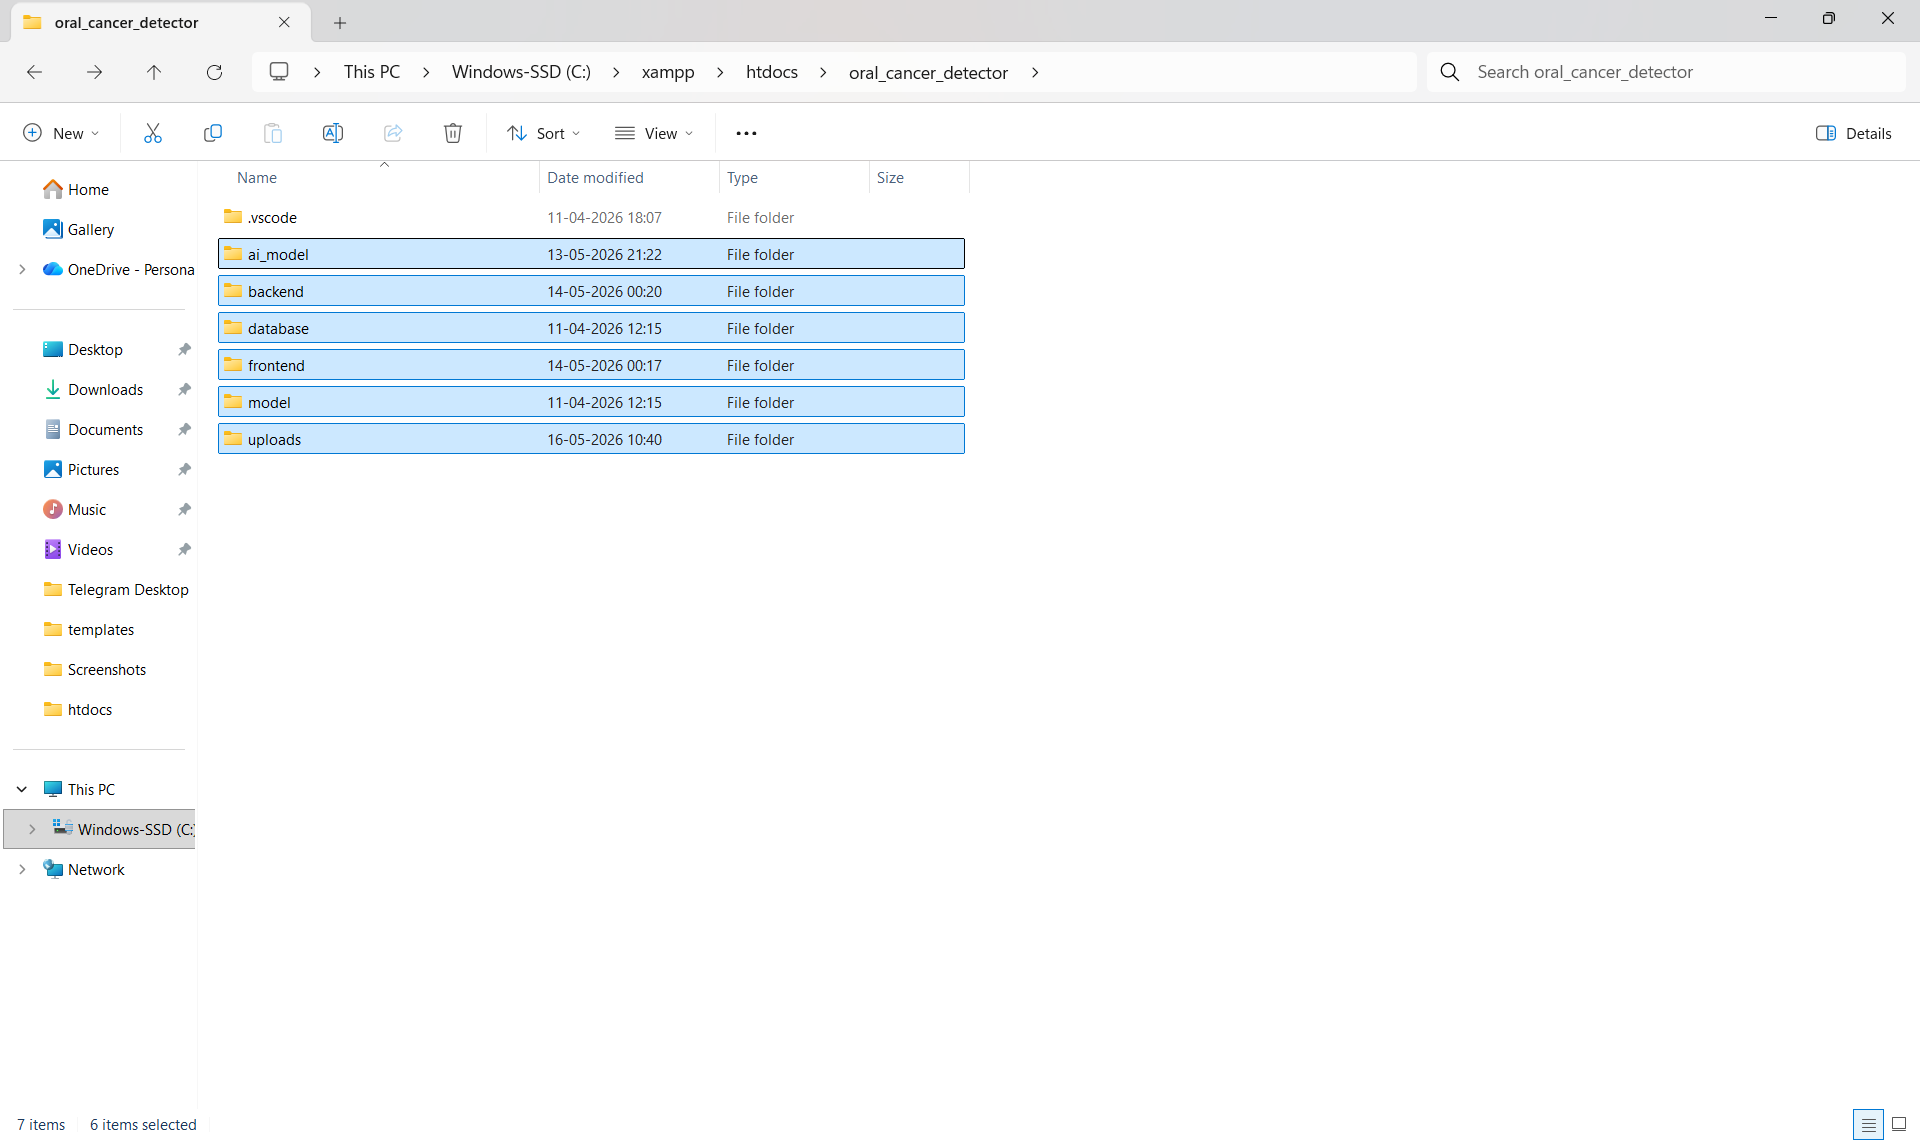 oral_cancer_detector
This PC > Windows-SSD (C:) > xampp > htdocs > oral_cancer_detector >
Search oral_cancer_detector
New
Sort
View
Details
Home
Gallery
OneDrive - Persona
Desktop
Downloads
Documents
Pictures
Music
Videos
Telegram Desktop
templates
Screenshots
htdocs
This PC
Windows-SSD (C:)
Network
Name Date modified Type Size
.vscode 11-04-2026 18:07 File folder
ai_model 13-05-2026 21:22 File folder
backend 14-05-2026 00:20 File folder
database 11-04-2026 12:15 File folder
frontend 14-05-2026 00:17 File folder
model 11-04-2026 12:15 File folder
uploads 16-05-2026 10:40 File folder
7 items 6 items selected